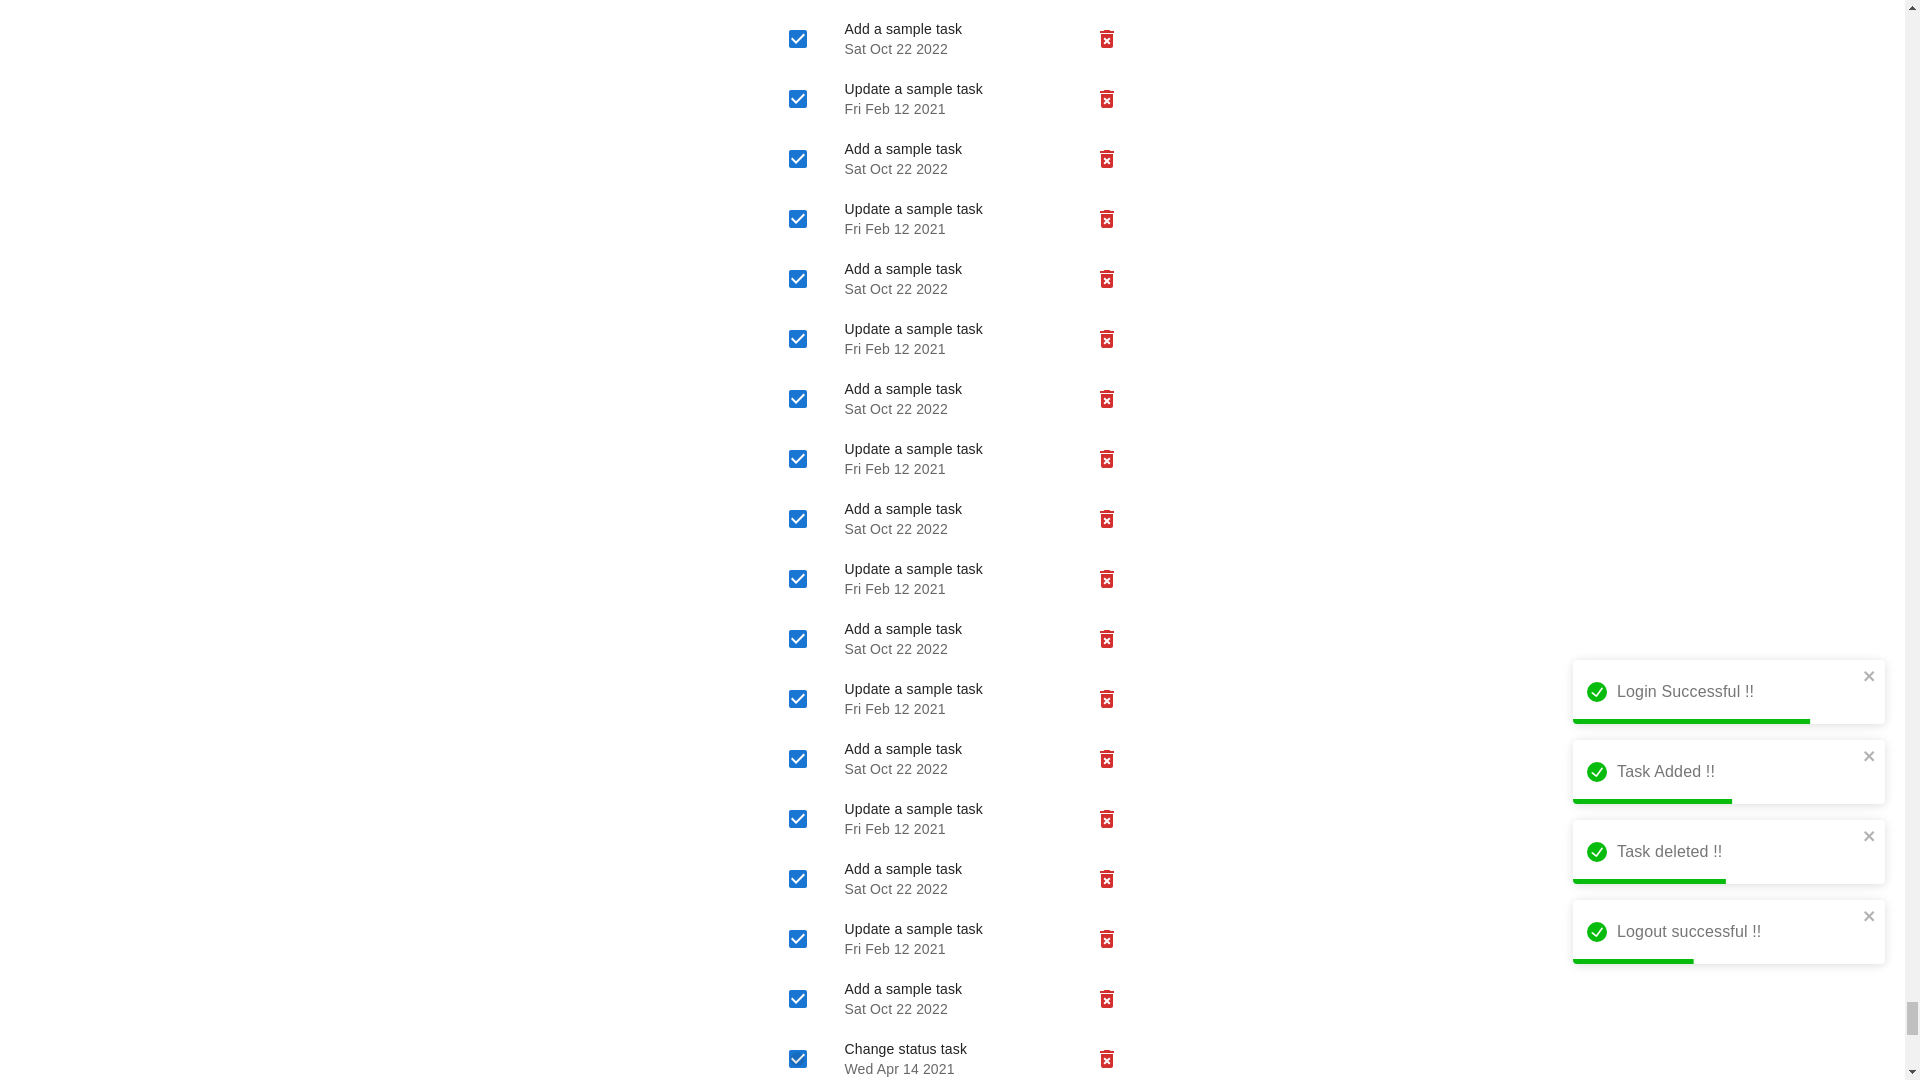 Add a sample task
Sat Oct 22 2022
Update a sample task
Fri Feb 12 2021
Add a sample task
Sat Oct 22 2022
Update a sample task
Fri Feb 12 2021
Add a sample task
Sat Oct 22 2022
Update a sample task
Fri Feb 12 2021
Add a sample task
Sat Oct 22 2022
Update a sample task
Fri Feb 12 2021
Add a sample task
Sat Oct 22 2022
Update a sample task
Fri Feb 12 2021
Add a sample task
Sat Oct 22 2022
Update a sample task
Fri Feb 12 2021
Add a sample task
Sat Oct 22 2022
Update a sample task
Fri Feb 12 2021
Add a sample task
Sat Oct 22 2022
Update a sample task
Fri Feb 12 2021
Add a sample task
Sat Oct 22 2022
Change status task
Wed Apr 14 2021
Login Successful !!
Task Added !!
Task deleted !!
Logout successful !!